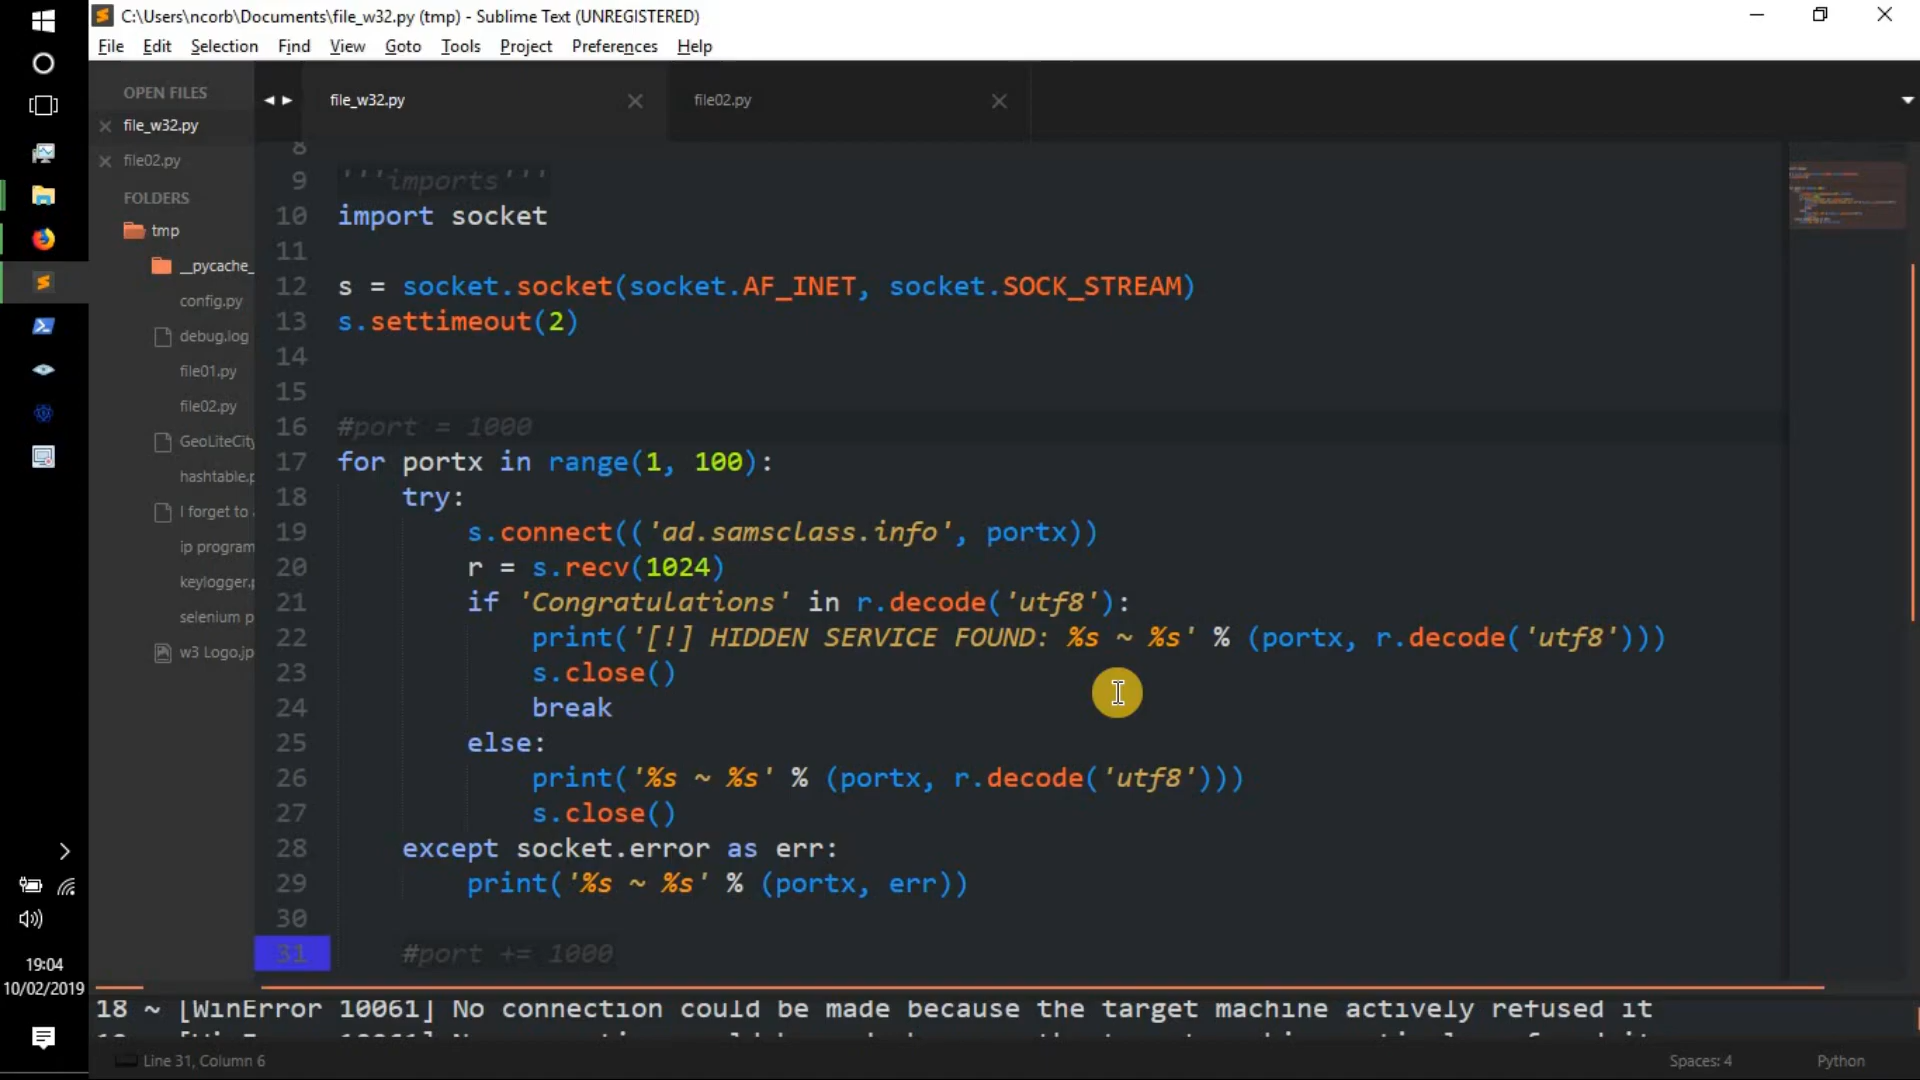 C:\Users\ncorb\Documents\file_w32.py (tmp) - Sublime Text (UNREGISTERED)
File Edit Selection Find View Goto Tools Project Preferences Help
OPEN FILES
file_w32.py
file02.py
FOLDERS
tmp
__pycache_
config.py
debug.log
file01.py
file02.py
GeoLiteCity
hashtable.p
I forget to
ip program
keylogger.p
selenium p
w3 Logo.jp
file_w32.py
file02.py
8
9 '''imports'''
10 import socket
11
12 s = socket.socket(socket.AF_INET, socket.SOCK_STREAM)
13 s.settimeout(2)
14
15
16 #port = 1000
17 for portx in range(1, 100):
18 try:
19 s.connect(('ad.samsclass.info', portx))
20 r = s.recv(1024)
21 if 'Congratulations' in r.decode('utf8'):
22 print('[!] HIDDEN SERVICE FOUND: %s ~ %s' % (portx, r.decode('utf8')))
23 s.close()
24 break
25 else:
26 print('%s ~ %s' % (portx, r.decode('utf8')))
27 s.close()
28 except socket.error as err:
29 print('%s ~ %s' % (portx, err))
30
31 #port += 1000
18 ~ [WinError 10061] No connection could be made because the target machine actively refused it
Line 31, Column 6
Spaces: 4
Python
19:04
10/02/2019